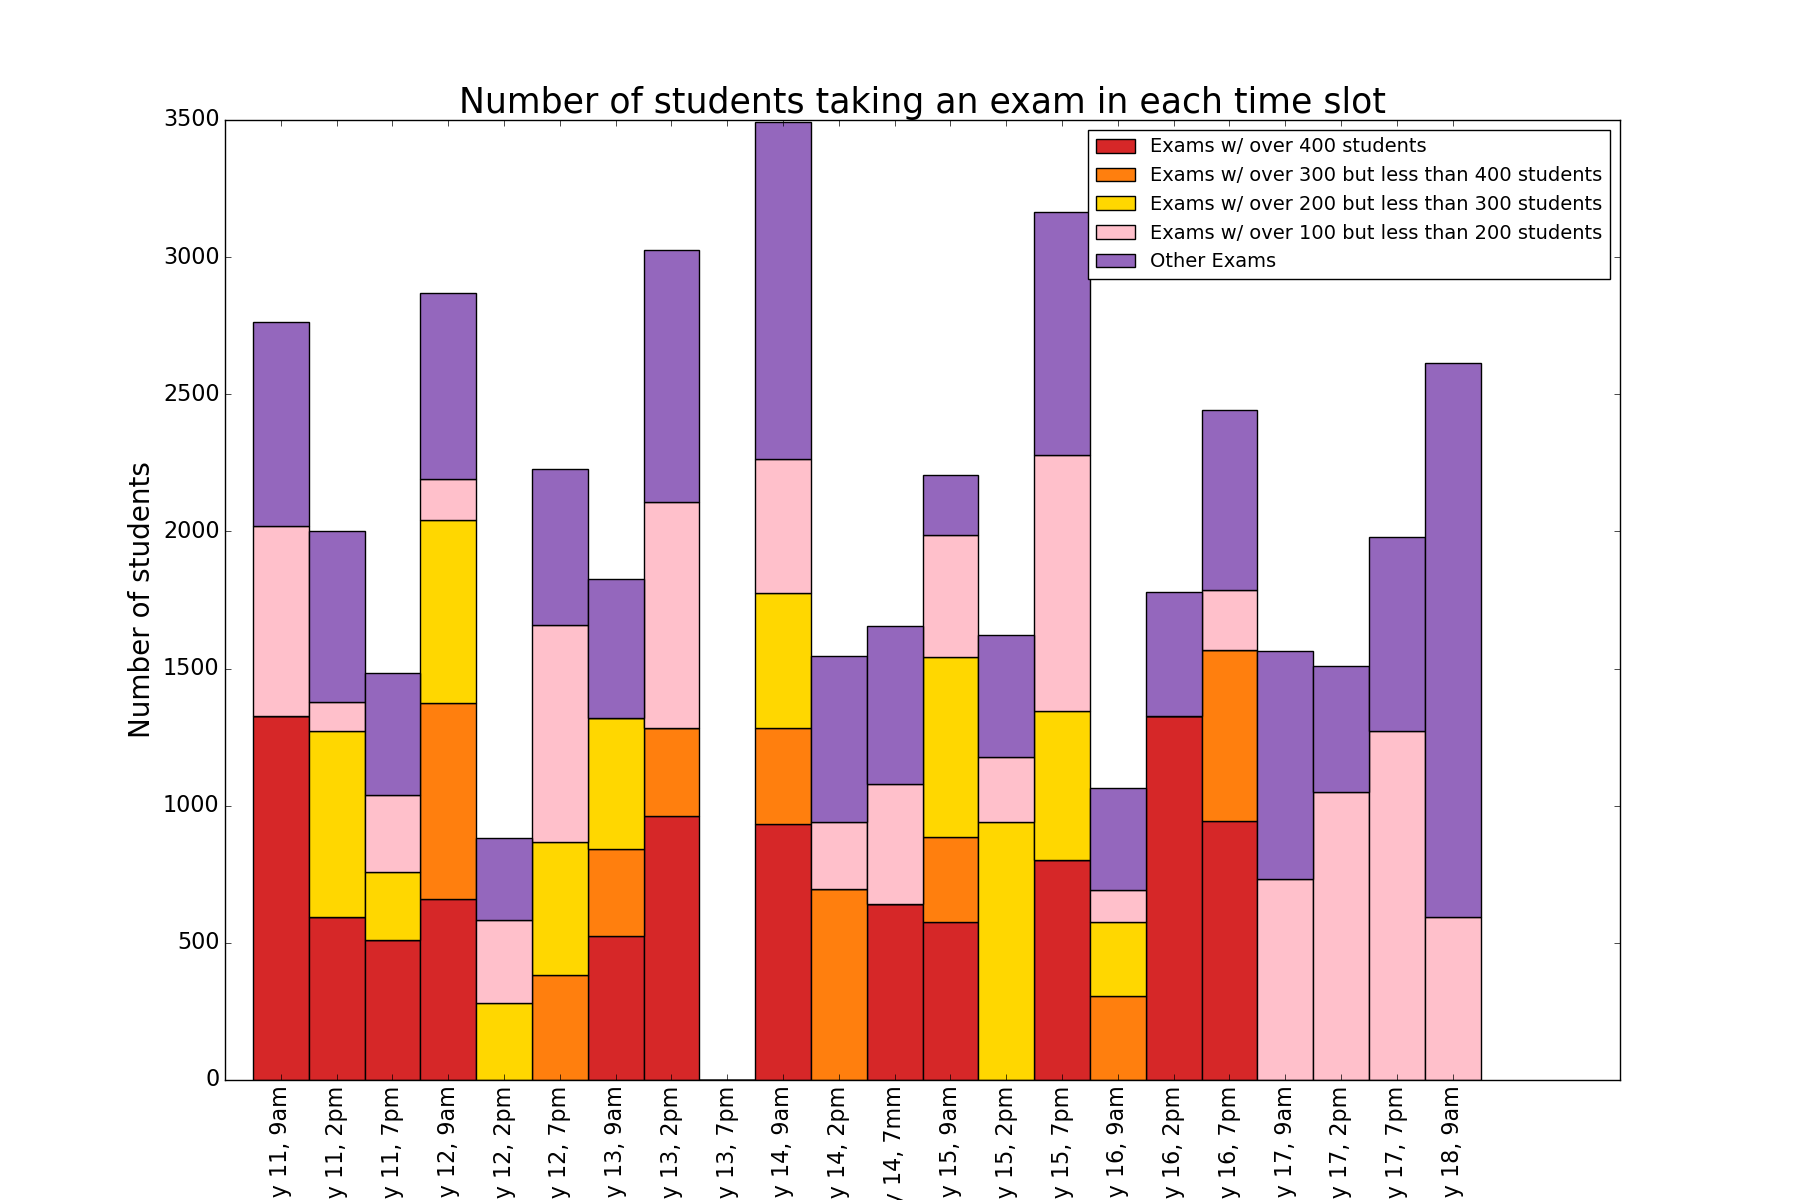 Number of students taking an exam in each time slot
Number of students
3500
3000
2500
2000
1500
1000
500
0
Exams w/ over 400 students
Exams w/ over 300 but less than 400 students
Exams w/ over 200 but less than 300 students
Exams w/ over 100 but less than 200 students
Other Exams
y 11, 9am
y 11, 2pm
y 11, 7pm
y 12, 9am
y 12, 2pm
y 12, 7pm
y 13, 9am
y 13, 2pm
y 13, 7pm
y 14, 9am
y 14, 2pm
y 14, 7mm
y 15, 9am
y 15, 2pm
y 15, 7pm
y 16, 9am
y 16, 2pm
y 16, 7pm
y 17, 9am
y 17, 2pm
y 17, 7pm
y 18, 9am